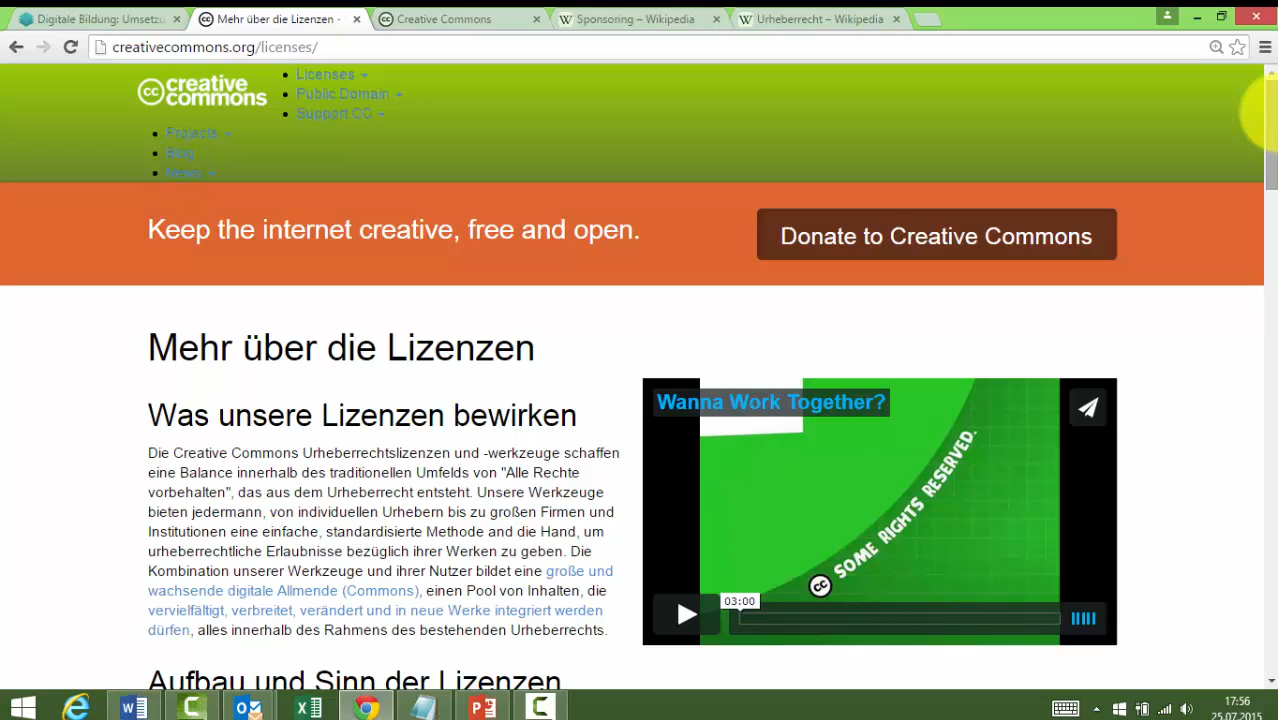 Digitale Bildung: Umsetzu
Mehr über die Lizenzen -
Creative Commons
Sponsoring – Wikipedia
Urheberrecht – Wikipedia
creativecommons.org/licenses/
creative commons
Licenses
Public Domain
Support CC
Projects
Blog
News
Keep the internet creative, free and open.
Donate to Creative Commons
Mehr über die Lizenzen
Was unsere Lizenzen bewirken
Die Creative Commons Urheberrechtslizenzen und -werkzeuge schaffen
eine Balance innerhalb des traditionellen Umfelds von "Alle Rechte
vorbehalten", das aus dem Urheberrecht entsteht. Unsere Werkzeuge
bieten jedermann, von individuellen Urhebern bis zu großen Firmen und
Institutionen eine einfache, standardisierte Methode and die Hand, um
urheberrechtliche Erlaubnisse bezüglich ihrer Werken zu geben. Die
Kombination unserer Werkzeuge und ihrer Nutzer bildet eine große und
wachsende digitale Allmende (Commons), einen Pool von Inhalten, die
vervielfältigt, verbreitet, verändert und in neue Werke integriert werden
dürfen, alles innerhalb des Rahmens des bestehenden Urheberrechts.
Wanna Work Together?
CC SOME RIGHTS RESERVED.
03:00
Aufbau und Sinn der Lizenzen
17:56
25.07.2015